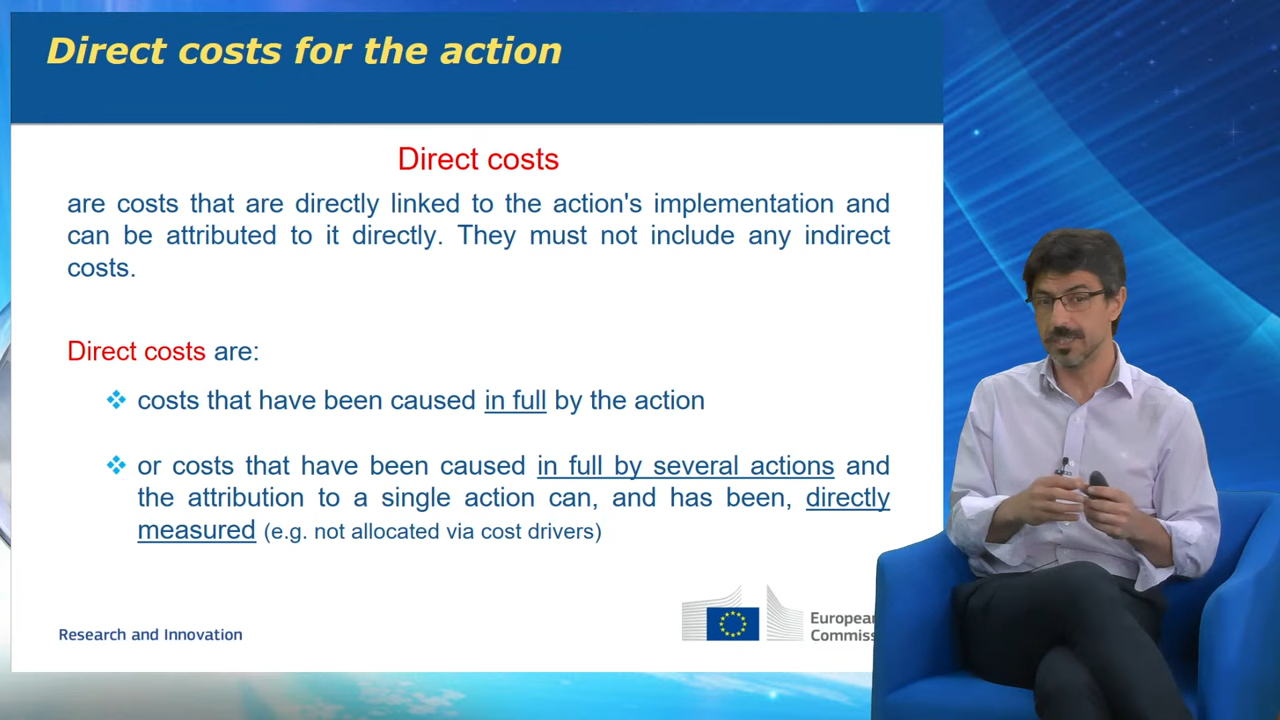 Direct costs for the action
Direct costs
are costs that are directly linked to the action's implementation and
can be attributed to it directly. They must not include any indirect
costs.
Direct costs are:
❖ costs that have been caused in full by the action
❖ or costs that have been caused in full by several actions and
the attribution to a single action can, and has been, directly
measured (e.g. not allocated via cost drivers)
Research and Innovation
European
Commiss